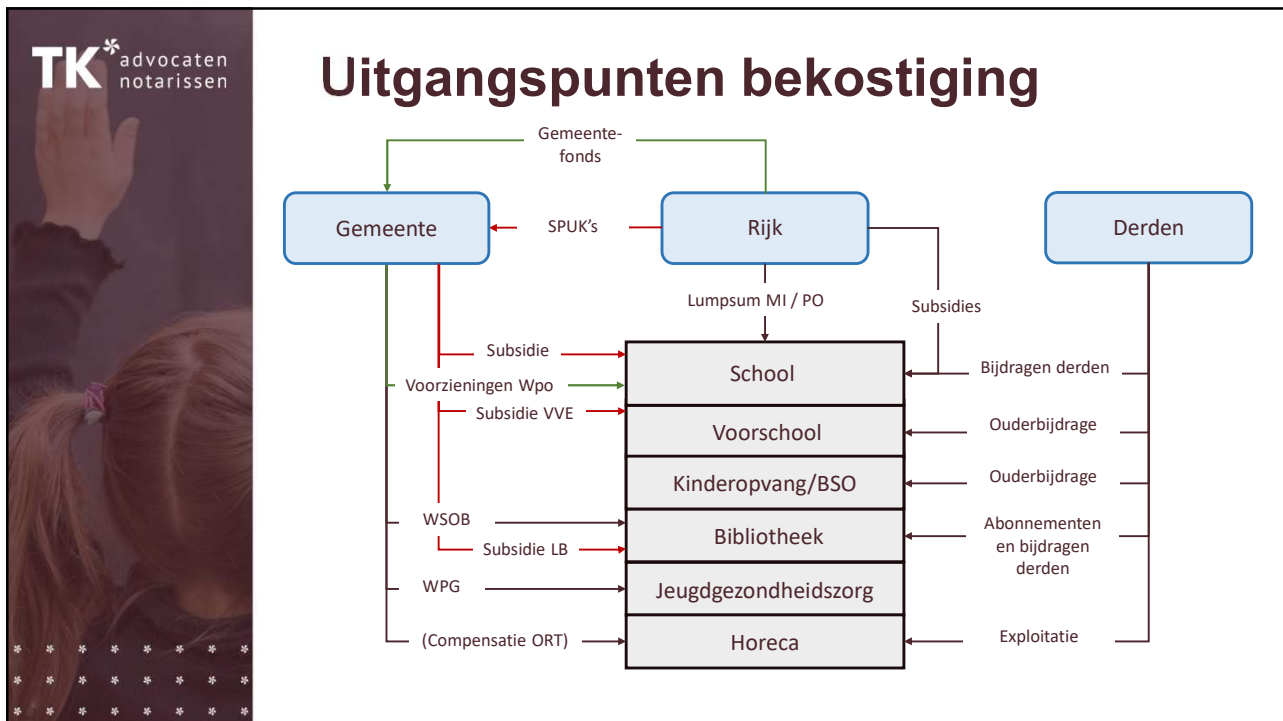 TK* advocaten
notarissen
Uitgangspunten bekostiging
Gemeente-
fonds
Gemeente
SPUK’s
Rijk
Derden
Lumpsum MI / PO
Subsidies
Subsidie
School
Bijdragen derden
Voorzieningen Wpo
Subsidie VVE
Voorschool
Ouderbijdrage
Kinderopvang/BSO
Ouderbijdrage
WSOB
Bibliotheek
Abonnementen
en bijdragen
derden
Subsidie LB
WPG
Jeugdgezondheidszorg
(Compensatie ORT)
Horeca
Exploitatie